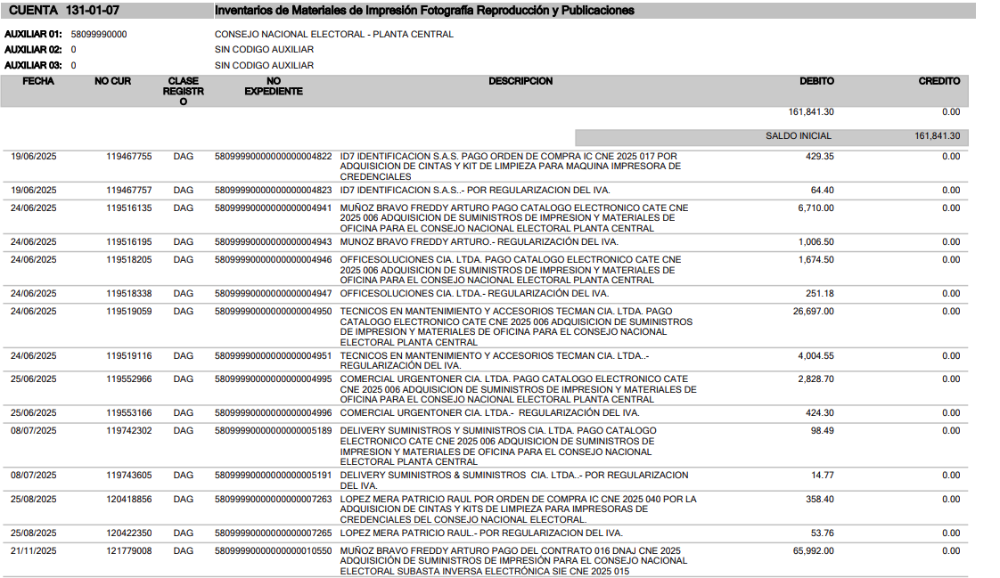 CUENTA 131-01-07 Inventarios de Materiales de Impresión Fotografía Reproducción y Publicaciones
AUXILIAR 01: 58099990000 CONSEJO NACIONAL ELECTORAL - PLANTA CENTRAL
AUXILIAR 02: 0 SIN CODIGO AUXILIAR
AUXILIAR 03: 0 SIN CODIGO AUXILIAR
FECHA NO CUR CLASE NO DESCRIPCION DEBITO CREDITO
REGISTR EXPEDIENTE
O
161,841.30 0.00
SALDO INICIAL 161,841.30
19/06/2025 119467755 DAG 58099990000000000004822 ID7 IDENTIFICACION S.A.S. PAGO ORDEN DE COMPRA IC CNE 2025 017 POR 429.35 0.00
ADQUISICION DE CINTAS Y KIT DE LIMPIEZA PARA MAQUINA IMPRESORA DE
CREDENCIALES
19/06/2025 119467757 DAG 58099990000000000004823 ID7 IDENTIFICACION S.A.S..- POR REGULARIZACION DEL IVA. 64.40 0.00
24/06/2025 119516135 DAG 58099990000000000004941 MUÑOZ BRAVO FREDDY ARTURO PAGO CATALOGO ELECTRONICO CATE CNE 6,710.00 0.00
2025 006 ADQUISICION DE SUMINISTROS DE IMPRESION Y MATERIALES DE
OFICINA PARA EL CONSEJO NACIONAL ELECTORAL PLANTA CENTRAL
24/06/2025 119516195 DAG 58099990000000000004943 MUNOZ BRAVO FREDDY ARTURO.- REGULARIZACIÓN DEL IVA. 1,006.50 0.00
24/06/2025 119518205 DAG 58099990000000000004946 OFFICESOLUCIONES CIA. LTDA. PAGO CATALOGO ELECTRONICO CATE CNE 1,674.50 0.00
2025 006 ADQUISICION DE SUMINISTROS DE IMPRESION Y MATERIALES DE
OFICINA PARA EL CONSEJO NACIONAL ELECTORAL PLANTA CENTRAL
24/06/2025 119518338 DAG 58099990000000000004947 OFFICESOLUCIONES CIA. LTDA.- REGULARIZACIÓN DEL IVA. 251.18 0.00
24/06/2025 119519059 DAG 58099990000000000004950 TECNICOS EN MANTENIMIENTO Y ACCESORIOS TECMAN CIA. LTDA. PAGO 26,697.00 0.00
CATALOGO ELECTRONICO CATE CNE 2025 006 ADQUISICION DE SUMINISTROS
DE IMPRESION Y MATERIALES DE OFICINA PARA EL CONSEJO NACIONAL
ELECTORAL PLANTA CENTRAL
24/06/2025 119519116 DAG 58099990000000000004951 TECNICOS EN MANTENIMIENTO Y ACCESORIOS TECMAN CIA. LTDA..- 4,004.55 0.00
REGULARIZACIÓN DEL IVA.
25/06/2025 119552966 DAG 58099990000000000004995 COMERCIAL URGENTONER CIA. LTDA. PAGO CATALOGO ELECTRONICO CATE 2,828.70 0.00
CNE 2025 006 ADQUISICION DE SUMINISTROS DE IMPRESION Y MATERIALES DE
OFICINA PARA EL CONSEJO NACIONAL ELECTORAL PLANTA CENTRAL
25/06/2025 119553166 DAG 58099990000000000004996 COMERCIAL URGENTONER CIA. LTDA.- REGULARIZACIÓN DEL IVA. 424.30 0.00
08/07/2025 119742302 DAG 58099990000000000005189 DELIVERY SUMINISTROS Y SUMINISTROS CIA. LTDA. PAGO CATALOGO 98.49 0.00
ELECTRONICO CATE CNE 2025 006 ADQUISICION DE SUMINISTROS DE
IMPRESION Y MATERIALES DE OFICINA PARA EL CONSEJO NACIONAL
ELECTORAL PLANTA CENTRAL
08/07/2025 119743605 DAG 58099990000000000005191 DELIVERY SUMINISTROS & SUMINISTROS CIA. LTDA..- POR REGULARIZACION 14.77 0.00
DEL IVA.
25/08/2025 120418856 DAG 58099990000000000007263 LOPEZ MERA PATRICIO RAUL POR ORDEN DE COMPRA IC CNE 2025 040 POR LA 358.40 0.00
ADQUISICION DE CINTAS Y KITS DE LIMPIEZA PARA IMPRESORAS DE
CREDENCIALES DEL CONSEJO NACIONAL ELECTORAL.
25/08/2025 120422350 DAG 58099990000000000007265 LOPEZ MERA PATRICIO RAUL.- POR REGULARIZACION DEL IVA. 53.76 0.00
21/11/2025 121779008 DAG 58099990000000000010550 MUÑOZ BRAVO FREDDY ARTURO PAGO DEL CONTRATO 016 DNAJ CNE 2025 65,992.00 0.00
ADQUISICIÓN DE SUMINISTROS DE IMPRESIÓN PARA EL CONSEJO NACIONAL
ELECTORAL SUBASTA INVERSA ELECTRÓNICA SIE CNE 2025 015